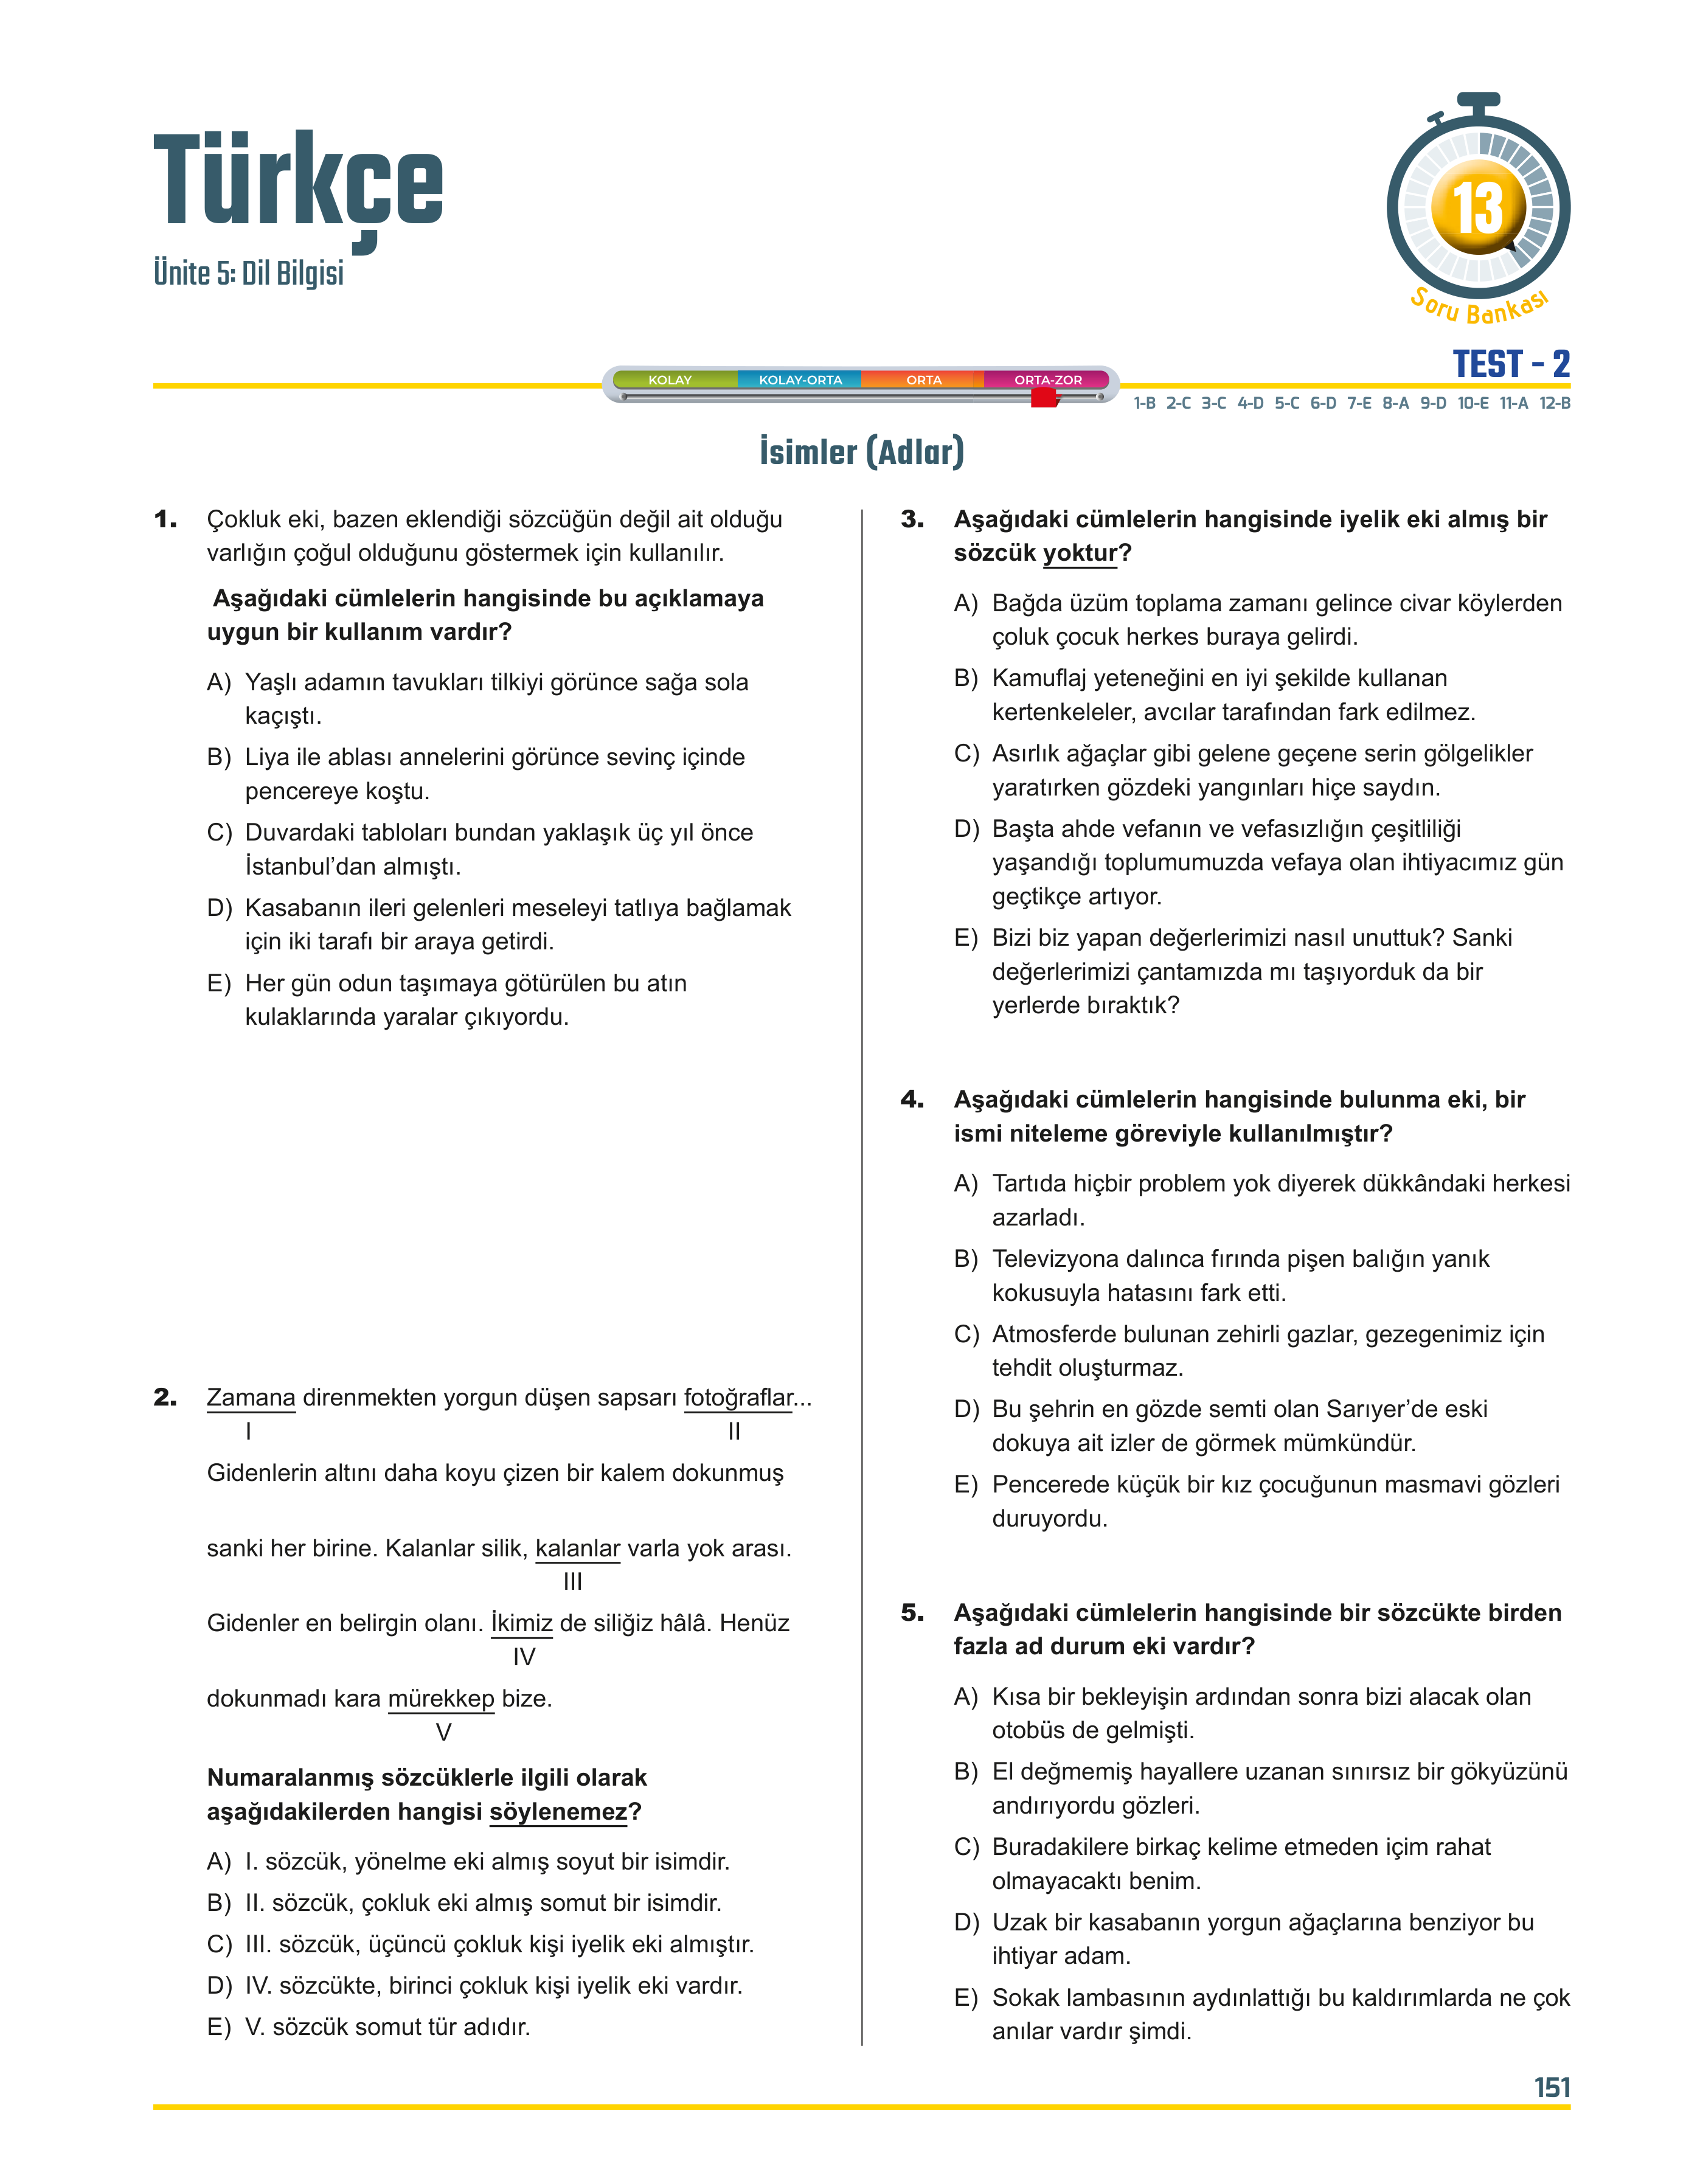 Türkçe
Ünite 5: Dil Bilgisi
13
Soru Bankası
TEST - 2
KOLAY KOLAY-ORTA ORTA ORTA-ZOR
1-B 2-C 3-C 4-D 5-C 6-D 7-E 8-A 9-D 10-E 11-A 12-B
İsimler (Adlar)
1. Çokluk eki, bazen eklendiği sözcüğün değil ait olduğu
varlığın çoğul olduğunu göstermek için kullanılır.
Aşağıdaki cümlelerin hangisinde bu açıklamaya
uygun bir kullanım vardır?
A) Yaşlı adamın tavukları tilkiyi görünce sağa sola
kaçıştı.
B) Liya ile ablası annelerini görünce sevinç içinde
pencereye koştu.
C) Duvardaki tabloları bundan yaklaşık üç yıl önce
İstanbul’dan almıştı.
D) Kasabanın ileri gelenleri meseleyi tatlıya bağlamak
için iki tarafı bir araya getirdi.
E) Her gün odun taşımaya götürülen bu atın
kulaklarında yaralar çıkıyordu.
2. Zamana direnmekten yorgun düşen sapsarı fotoğraflar...
I II
Gidenlerin altını daha koyu çizen bir kalem dokunmuş
sanki her birine. Kalanlar silik, kalanlar varla yok arası.
III
Gidenler en belirgin olanı. İkimiz de siliğiz hâlâ. Henüz
IV
dokunmadı kara mürekkep bize.
V
Numaralanmış sözcüklerle ilgili olarak
aşağıdakilerden hangisi söylenemez?
A) I. sözcük, yönelme eki almış soyut bir isimdir.
B) II. sözcük, çokluk eki almış somut bir isimdir.
C) III. sözcük, üçüncü çokluk kişi iyelik eki almıştır.
D) IV. sözcükte, birinci çokluk kişi iyelik eki vardır.
E) V. sözcük somut tür adıdır.
3. Aşağıdaki cümlelerin hangisinde iyelik eki almış bir
sözcük yoktur?
A) Bağda üzüm toplama zamanı gelince civar köylerden
çoluk çocuk herkes buraya gelirdi.
B) Kamuflaj yeteneğini en iyi şekilde kullanan
kertenkeleler, avcılar tarafından fark edilmez.
C) Asırlık ağaçlar gibi gelene geçene serin gölgelikler
yaratırken gözdeki yangınları hiçe saydın.
D) Başta ahde vefanın ve vefasızlığın çeşitliliği
yaşandığı toplumumuzda vefaya olan ihtiyacımız gün
geçtikçe artıyor.
E) Bizi biz yapan değerlerimizi nasıl unuttuk? Sanki
değerlerimizi çantamızda mı taşıyorduk da bir
yerlerde bıraktık?
4. Aşağıdaki cümlelerin hangisinde bulunma eki, bir
ismi niteleme göreviyle kullanılmıştır?
A) Tartıda hiçbir problem yok diyerek dükkândaki herkesi
azarladı.
B) Televizyona dalınca fırında pişen balığın yanık
kokusuyla hatasını fark etti.
C) Atmosferde bulunan zehirli gazlar, gezegenimiz için
tehdit oluşturmaz.
D) Bu şehrin en gözde semti olan Sarıyer’de eski
dokuya ait izler de görmek mümkündür.
E) Pencerede küçük bir kız çocuğunun masmavi gözleri
duruyordu.
5. Aşağıdaki cümlelerin hangisinde bir sözcükte birden
fazla ad durum eki vardır?
A) Kısa bir bekleyişin ardından sonra bizi alacak olan
otobüs de gelmişti.
B) El değmemiş hayallere uzanan sınırsız bir gökyüzünü
andırıyordu gözleri.
C) Buradakilere birkaç kelime etmeden içim rahat
olmayacaktı benim.
D) Uzak bir kasabanın yorgun ağaçlarına benziyor bu
ihtiyar adam.
E) Sokak lambasının aydınlattığı bu kaldırımlarda ne çok
anılar vardır şimdi.
151